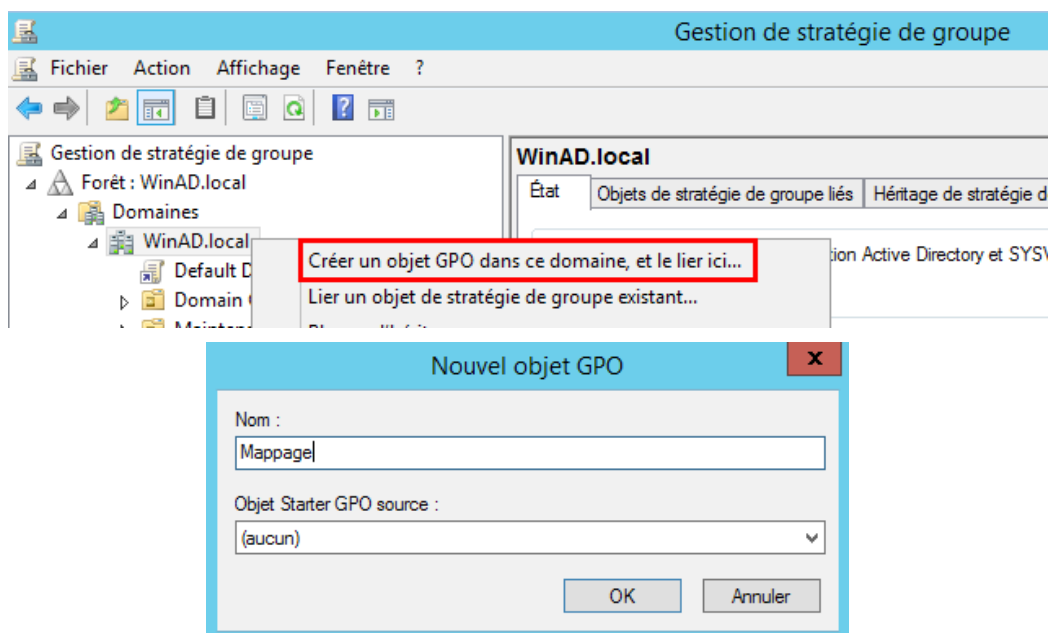 Gestion de stratégie de groupe
Fichier Action Affichage Fenêtre ?
Gestion de stratégie de groupe
Forêt : WinAD.local
Domaines
WinAD.local
Default D
Domain
WinAD.local
État Objets de stratégie de groupe liés Héritage de stratégie d
Créer un objet GPO dans ce domaine, et le lier ici...
Lier un objet de stratégie de groupe existant...
tion Active Directory et SYSV
Nouvel objet GPO
x
Nom :
Mappage
Objet Starter GPO source :
(aucun)
OK Annuler